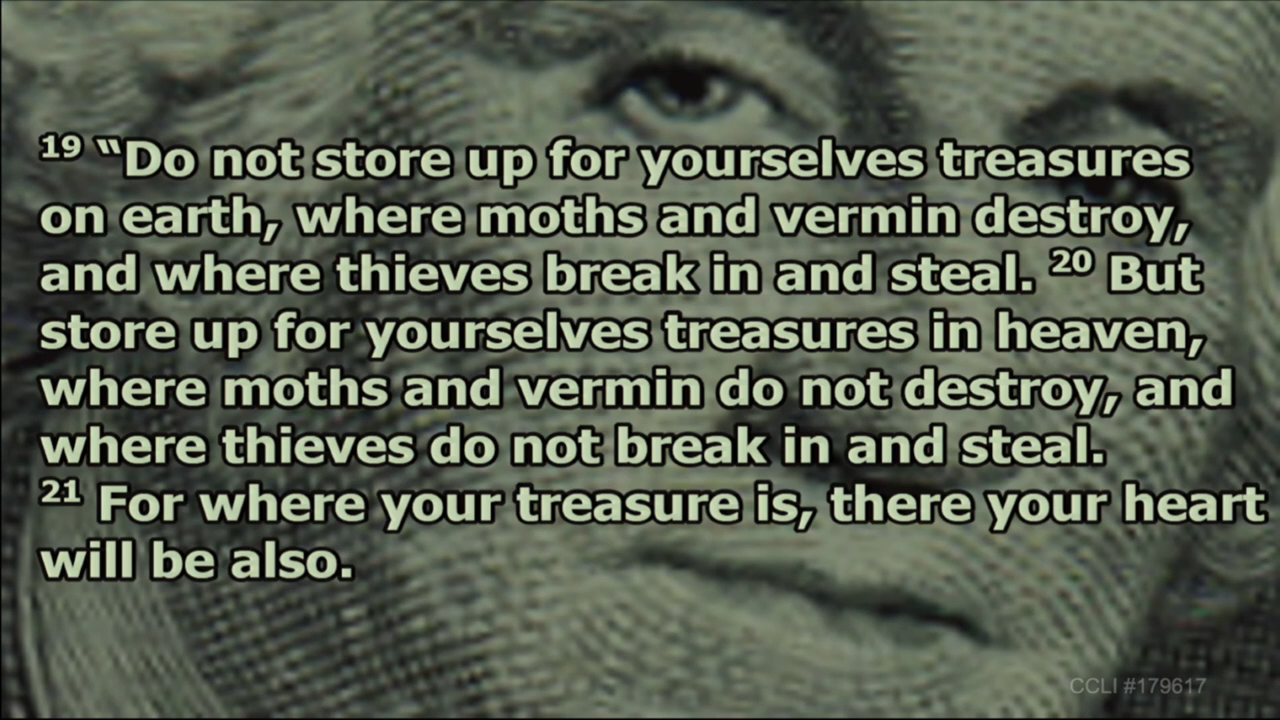 19 “Do not store up for yourselves treasures
on earth, where moths and vermin destroy,
and where thieves break in and steal. 20 But
store up for yourselves treasures in heaven,
where moths and vermin do not destroy, and
where thieves do not break in and steal.
21 For where your treasure is, there your heart
will be also.
CCLI #179617